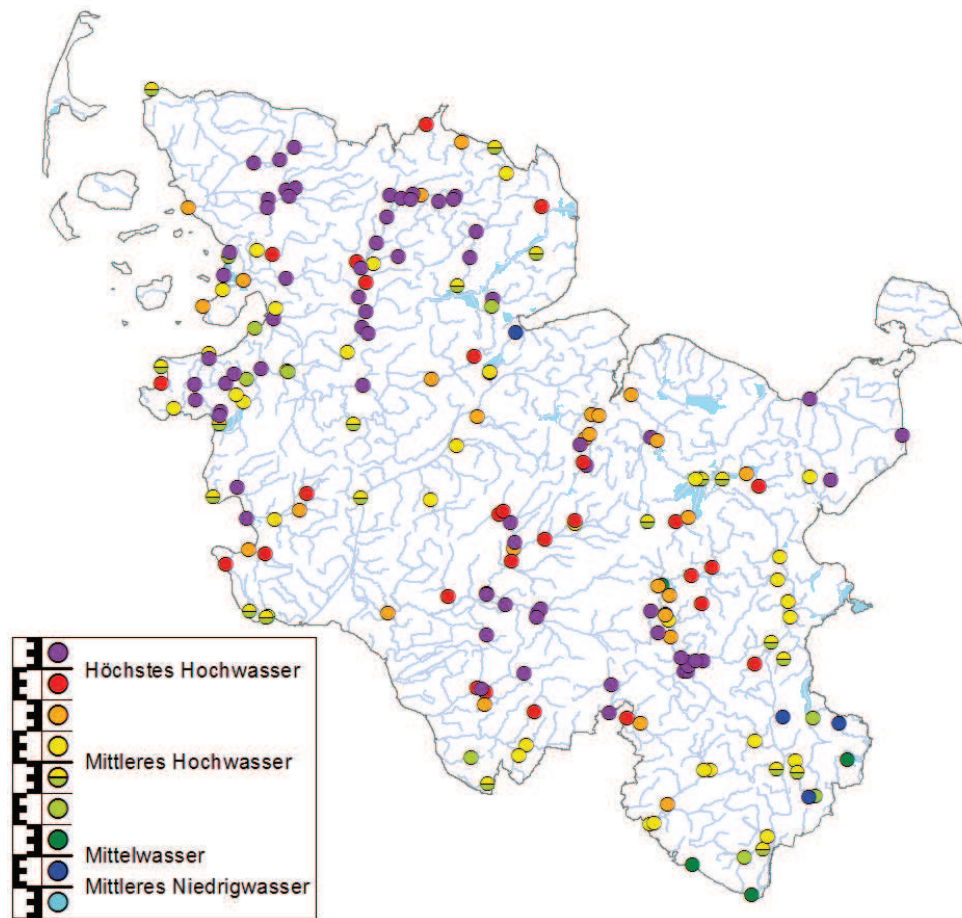 Höchstes Hochwasser
Mittleres Hochwasser
Mittelwasser
Mittleres Niedrigwasser